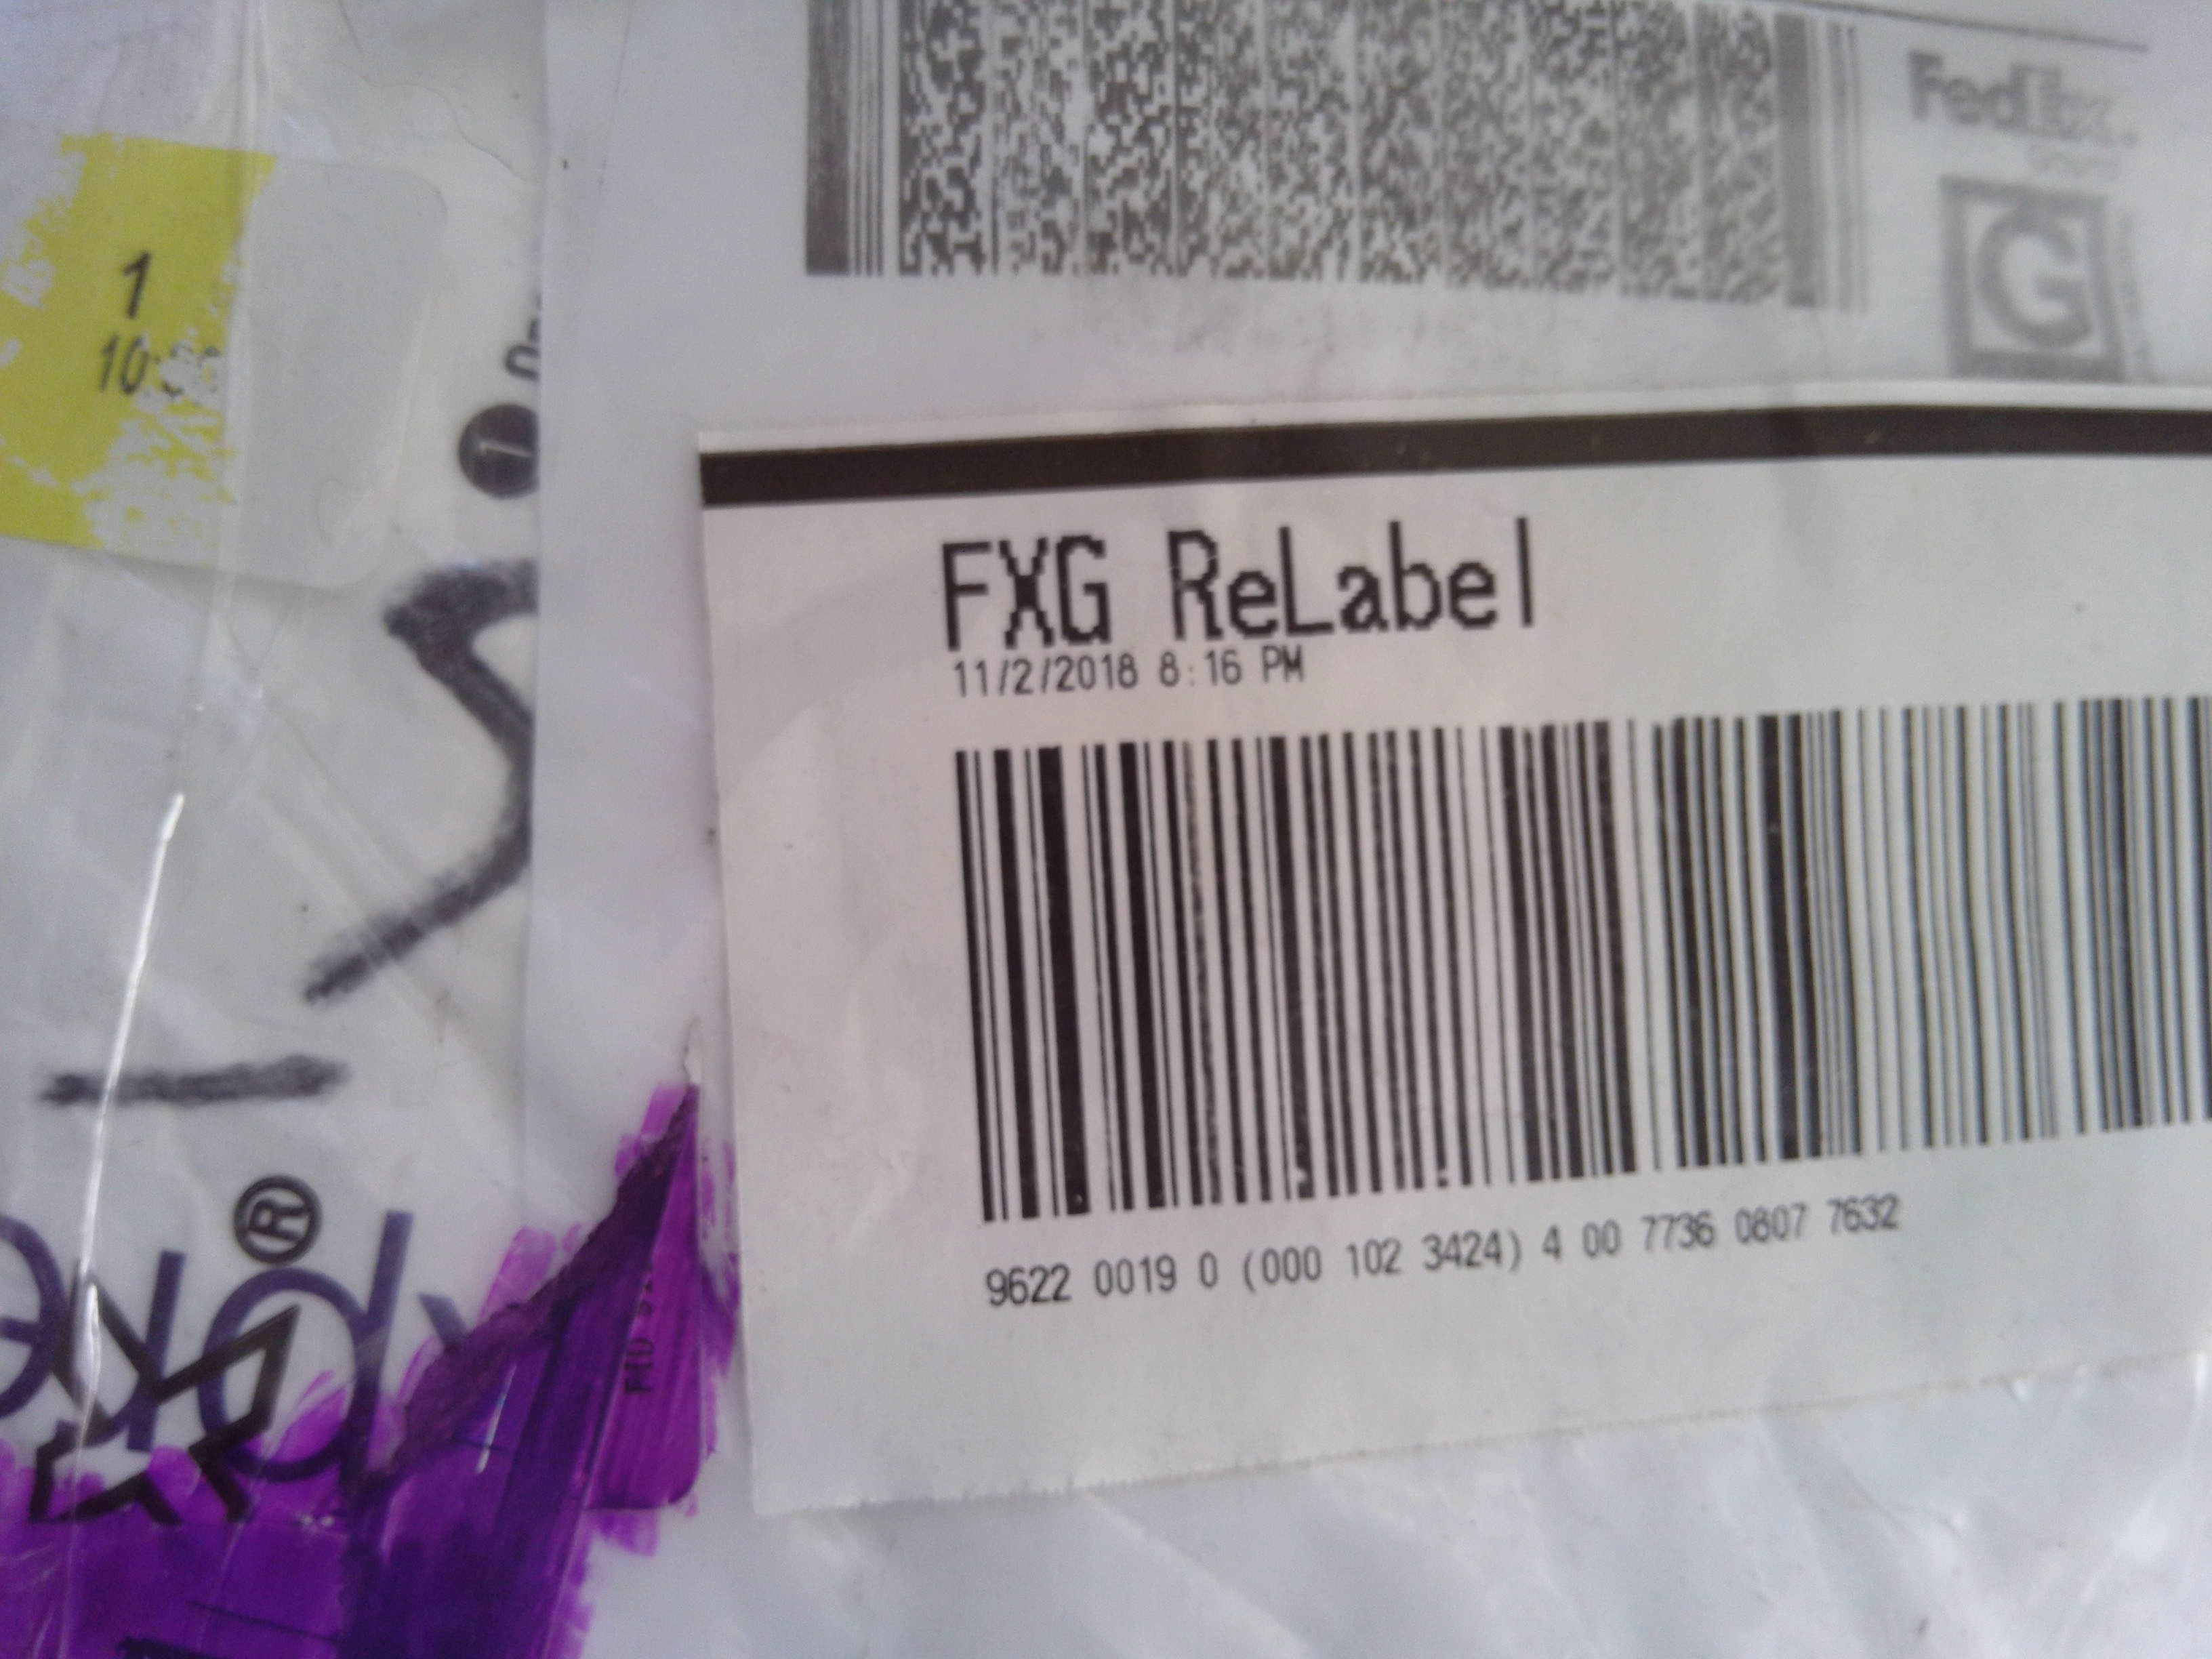 FedEx
G
1
FXG ReLabel
11/2/2018 8:16 PM
®
9622 0019 0 (000 102 3424) 4 00 7736 0807 7632